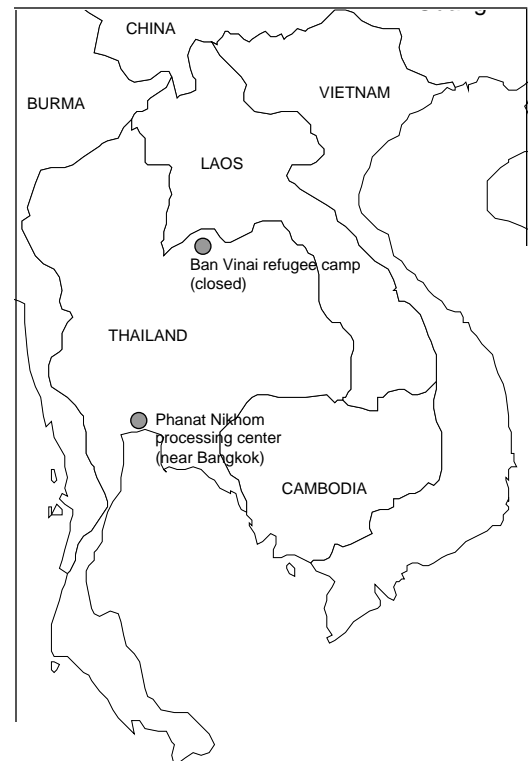 CHINA
BURMA
VIETNAM
LAOS
Ban Vinai refugee camp
(closed)
THAILAND
Phanat Nikhom
processing center
(near Bangkok)
CAMBODIA